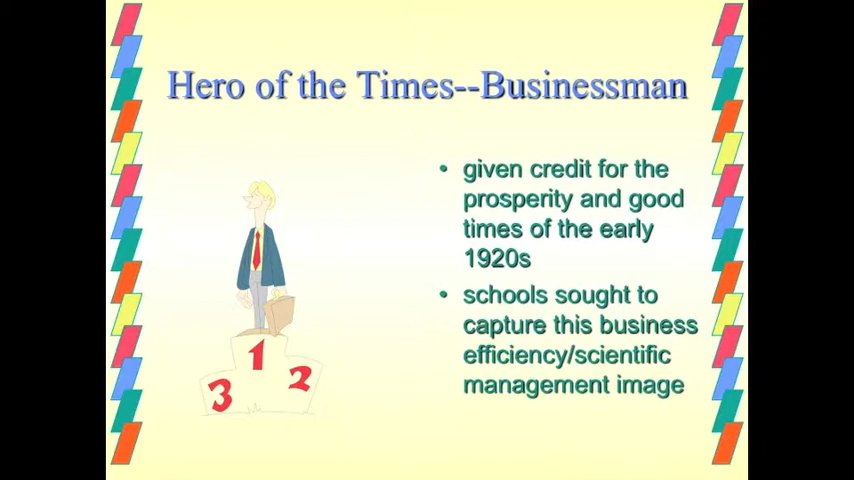 Hero of the Times--Businessman
• given credit for the
prosperity and good
times of the early
1920s
• schools sought to
capture this business
efficiency/scientific
management image
1
2
3